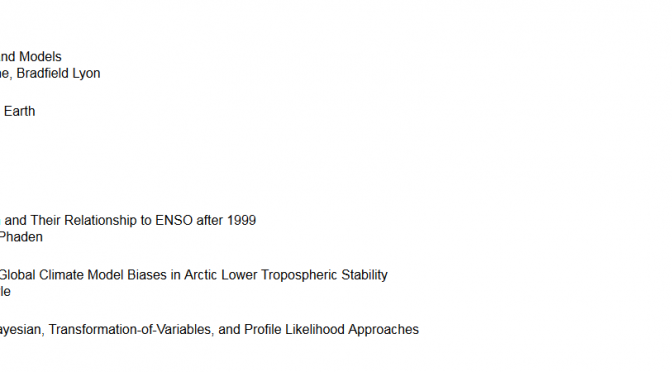 nd Models
e, Bradfield Lyon
Earth
and Their Relationship to ENSO after 1999
Phaden
Global Climate Model Biases in Arctic Lower Tropospheric Stability
le
ayesian, Transformation-of-Variables, and Profile Likelihood Approaches